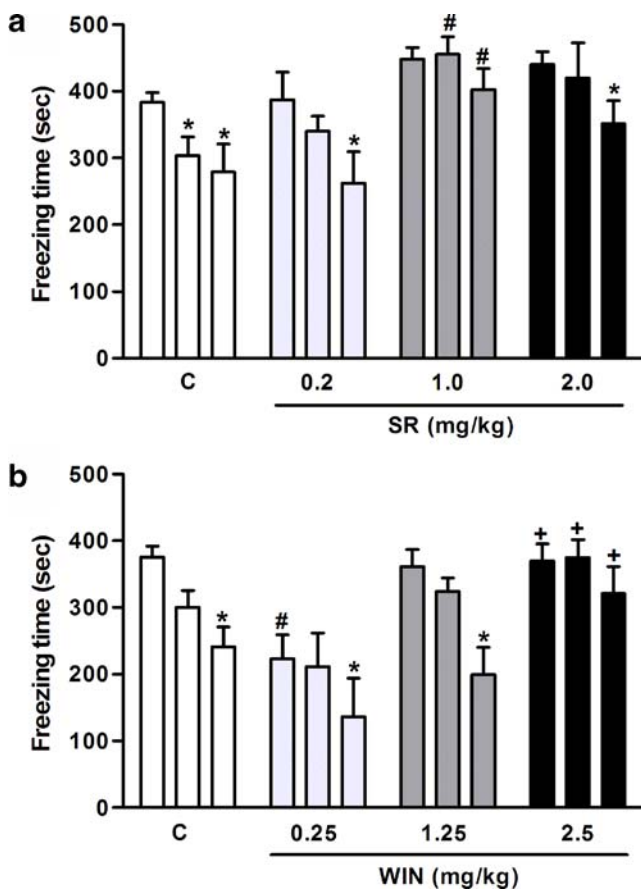 a
Freezing time (sec)
500
400
300
200
100
0
* * * # # *
C 0.2 1.0 2.0
SR (mg/kg)
b
Freezing time (sec)
500
400
300
200
100
0
* # * * + + +
C 0.25 1.25 2.5
WIN (mg/kg)